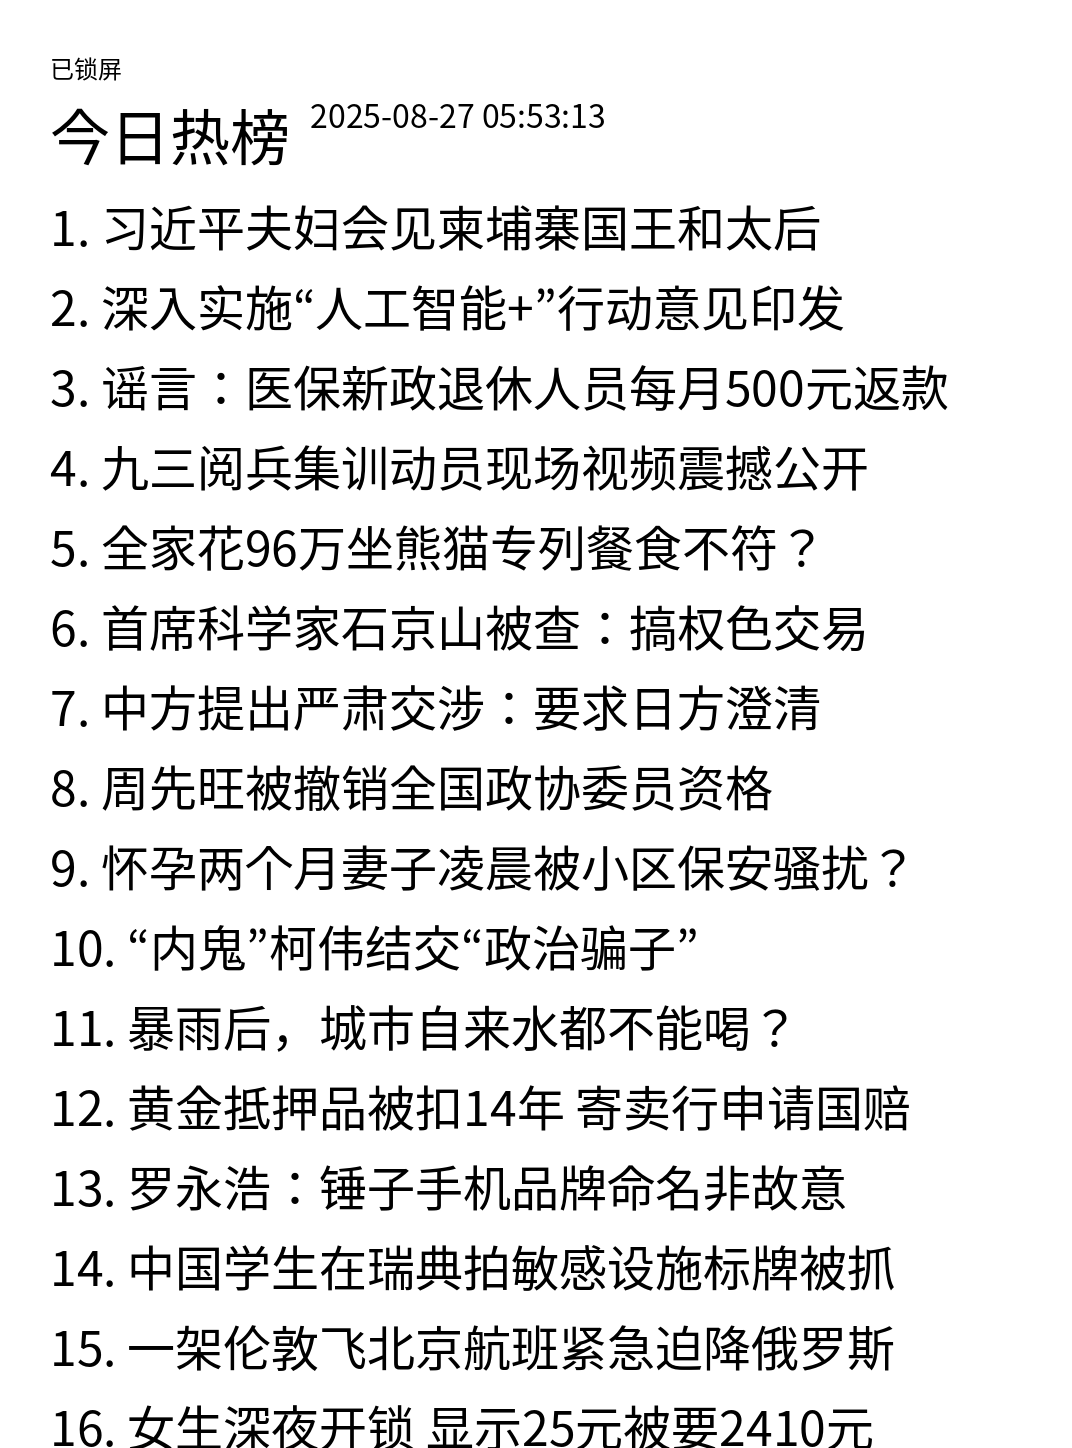 已锁屏
今日热榜 2025-08-27 05:53:13
1. 习近平夫妇会见柬埔寨国王和太后
2. 深入实施“人工智能+”行动意见印发
3. 谣言：医保新政退休人员每月500元返款
4. 九三阅兵集训动员现场视频震撼公开
5. 全家花96万坐熊猫专列餐食不符？
6. 首席科学家石京山被查：搞权色交易
7. 中方提出严肃交涉：要求日方澄清
8. 周先旺被撤销全国政协委员资格
9. 怀孕两个月妻子凌晨被小区保安骚扰？
10. “内鬼”柯伟结交“政治骗子”
11. 暴雨后，城市自来水都不能喝？
12. 黄金抵押品被扣14年 寄卖行申请国赔
13. 罗永浩：锤子手机品牌命名非故意
14. 中国学生在瑞典拍敏感设施标牌被抓
15. 一架伦敦飞北京航班紧急迫降俄罗斯
16. 女生深夜开锁 显示25元被要2410元